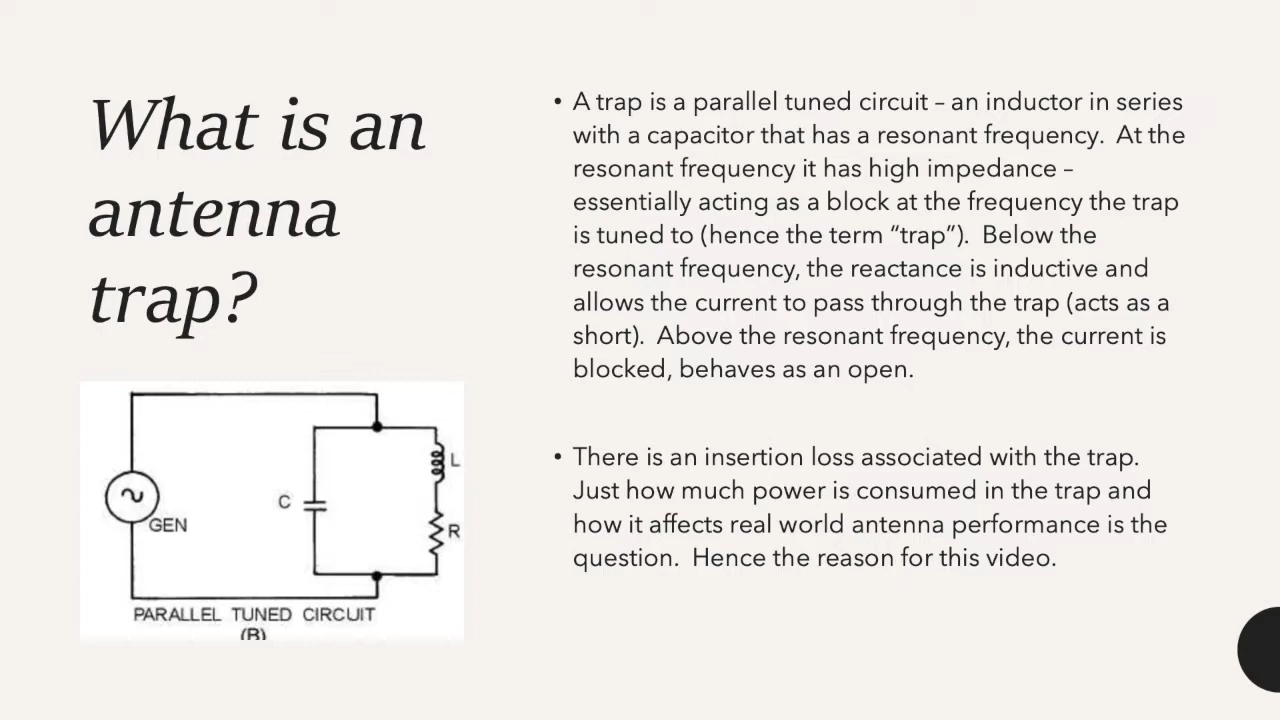 What is an
antenna
trap?
• A trap is a parallel tuned circuit – an inductor in series
with a capacitor that has a resonant frequency.  At the
resonant frequency it has high impedance –
essentially acting as a block at the frequency the trap
is tuned to (hence the term “trap”).  Below the
resonant frequency, the reactance is inductive and
allows the current to pass through the trap (acts as a
short).  Above the resonant frequency, the current is
blocked, behaves as an open.
• There is an insertion loss associated with the trap.
Just how much power is consumed in the trap and
how it affects real world antenna performance is the
question.  Hence the reason for this video.
L
C
GEN
R
PARALLEL TUNED CIRCUIT
(B)